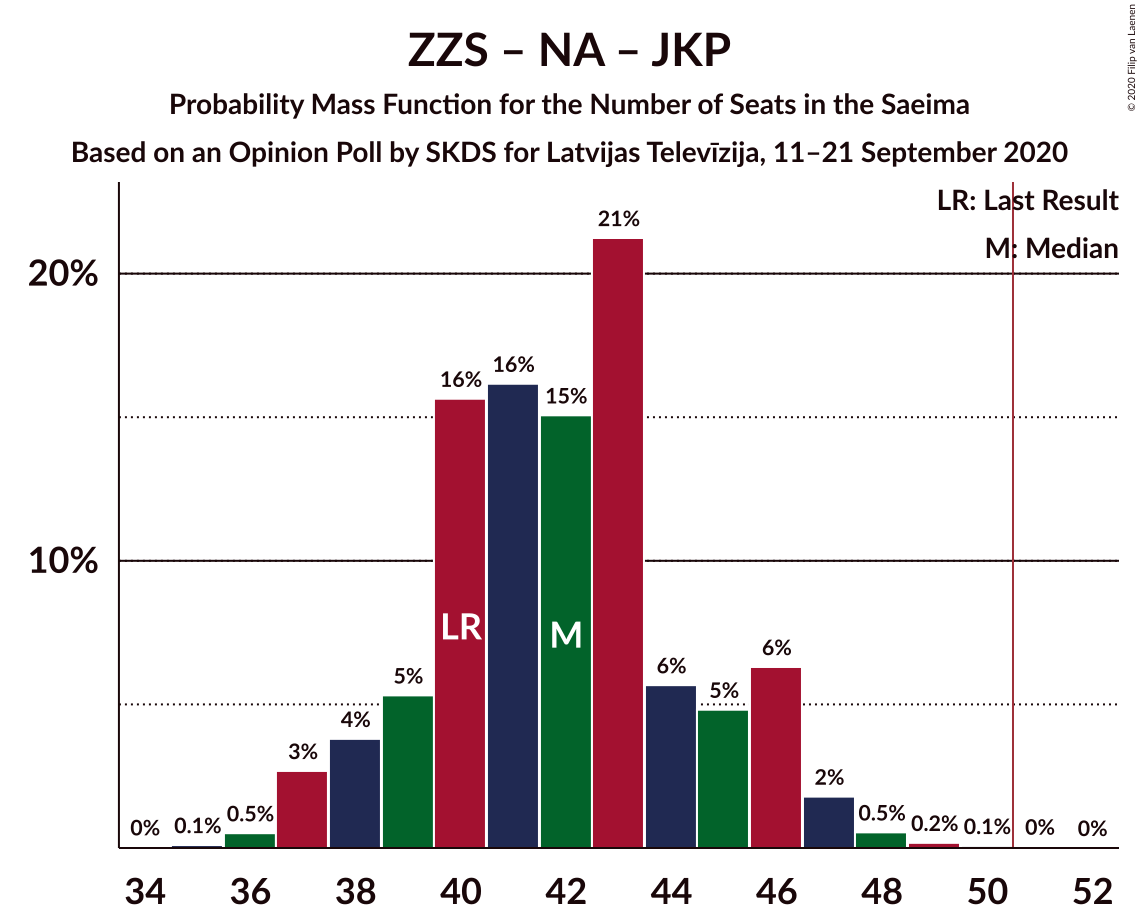 ZZS – NA – JKP
Probability Mass Function for the Number of Seats in the Saeima
Based on an Opinion Poll by SKDS for Latvijas Televīzija, 11–21 September 2020
© 2020 Filip van Laenen
LR: Last Result
M: Median
20%
10%
0%
0.1%
0.5%
3%
4%
5%
16%
16%
15%
21%
6%
5%
6%
2%
0.5%
0.2%
0.1%
0%
0%
LR
M
34 36 38 40 42 44 46 48 50 52